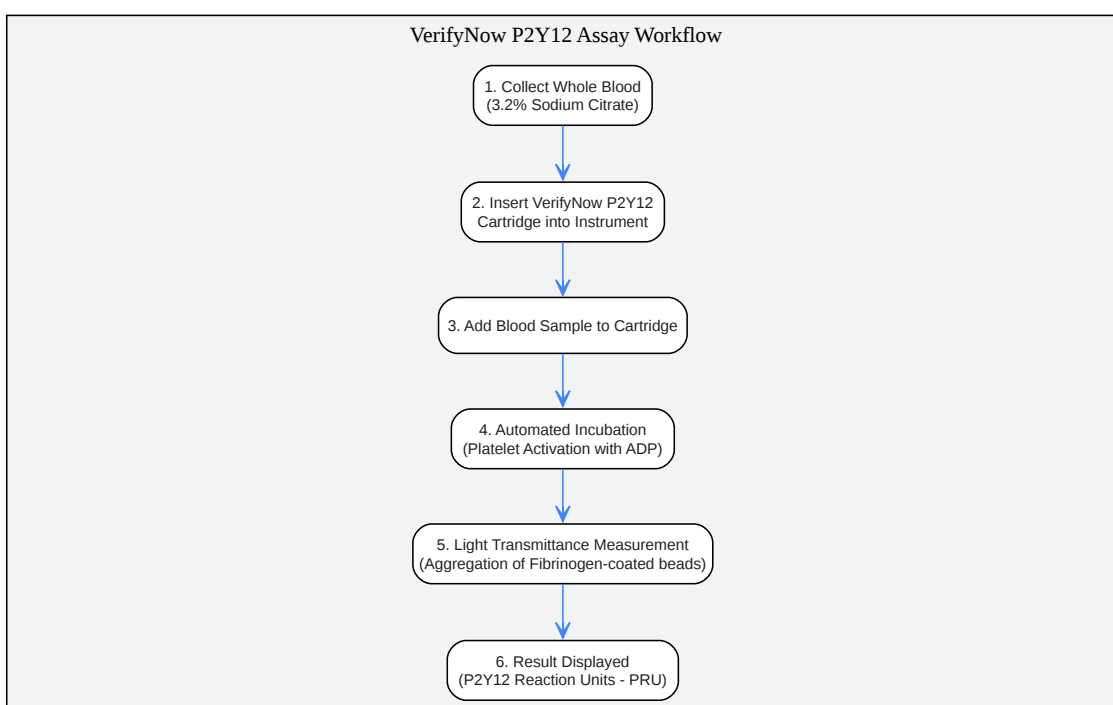 VerifyNow P2Y12 Assay Workflow
1. Collect Whole Blood
(3.2% Sodium Citrate)
2. Insert VerifyNow P2Y12
Cartridge into Instrument
3. Add Blood Sample to Cartridge
4. Automated Incubation
(Platelet Activation with ADP)
5. Light Transmittance Measurement
(Aggregation of Fibrinogen-coated beads)
6. Result Displayed
(P2Y12 Reaction Units - PRU)